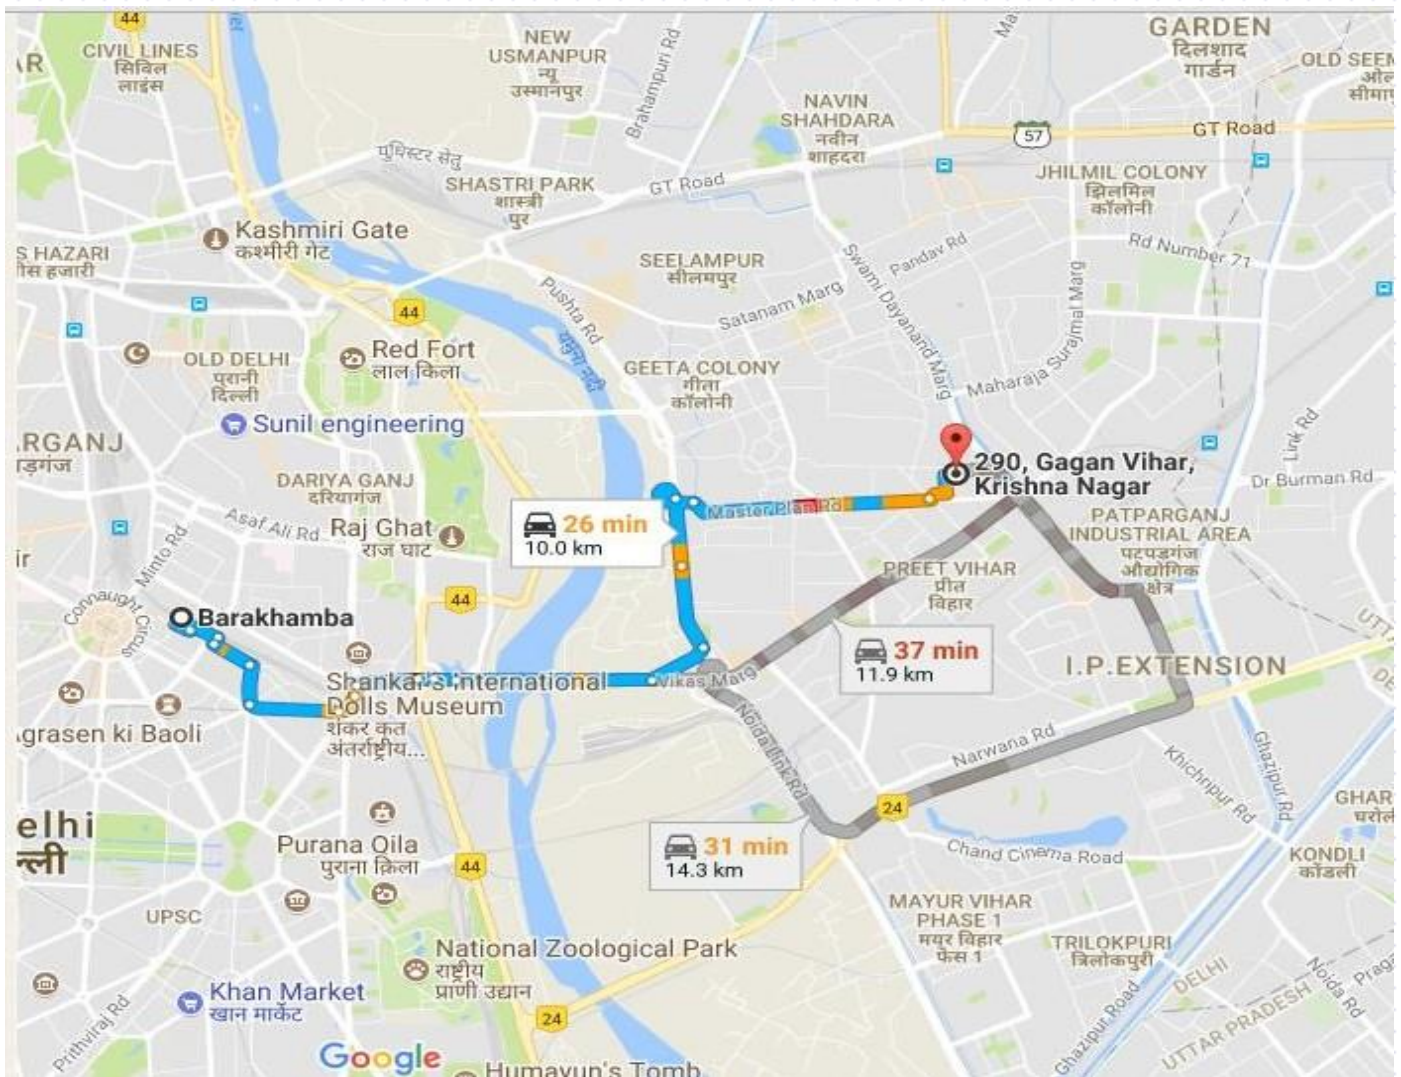 44
CIVIL LINES
सिविल
लाइंस
NEW
USMANPUR
न्यू
उस्मानपुर
Brahampuri Rd
GARDEN
दिलशाद
गार्डन
OLD SEEM
NAVIN
SHAHDARA
नवीन
शाहदरा
57
GT Road
SHASTRI PARK
शास्त्री
पुर
GT Road
JHILMIL COLONY
झिलमिल
कॉलोनी
Kashmiri Gate
कश्मीरी गेट
S HAZARI
ीस हजारी
SEELAMPUR
सीलमपुर
Swami Dayanand Marg
Pandav Rd
Rd Number 71
Pushta Rd
Satanam Marg
Maharaja Surajmal Marg
44
OLD DELHI
पुरानी
दिल्ली
Red Fort
लाल किला
यमुना नदी
GEETA COLONY
गीता
कॉलोनी
Sunil engineering
ARGANJ
ड़गंज
DARIYA GANJ
दरियागंज
Link Rd
Dr Burman Rd
290, Gagan Vihar,
Krishna Nagar
Asaf Ali Rd
Raj Ghat
राज घाट
26 min
10.0 km
Master Plan Rd
PATPARGANJ
INDUSTRIAL AREA
पटपड़गंज
औद्योगिक
क्षेत्र
ir
Minto Rd
PREET VIHAR
प्रीत
विहार
44
Connaught Circus
Barakhamba
37 min
11.9 km
I.P.EXTENSION
Shankar's International
Dolls Museum
शंकर कृत
अंतर्राष्ट्रीय...
Vikas Marg
Noida Link Rd
Narwana Rd
Khichripur Rd
Ghazipur Rd
Agrasen ki Baoli
24
elhi
ल्ली
Purana Qila
पुराना क़िला
31 min
14.3 km
Chand Cinema Road
GHAR
KONDLI
कोंडली
44
UPSC
MAYUR VIHAR
PHASE 1
मयूर विहार
फेस 1
TRILOKPURI
त्रिलोकपुरी
National Zoological Park
राष्ट्रीय
प्राणी उद्यान
Khan Market
खान मार्केट
24
DELHI
UTTAR PRADESH
Noida Rd
Ghazipur Road
Prithviraj Rd
Google
Humayun's Tomb